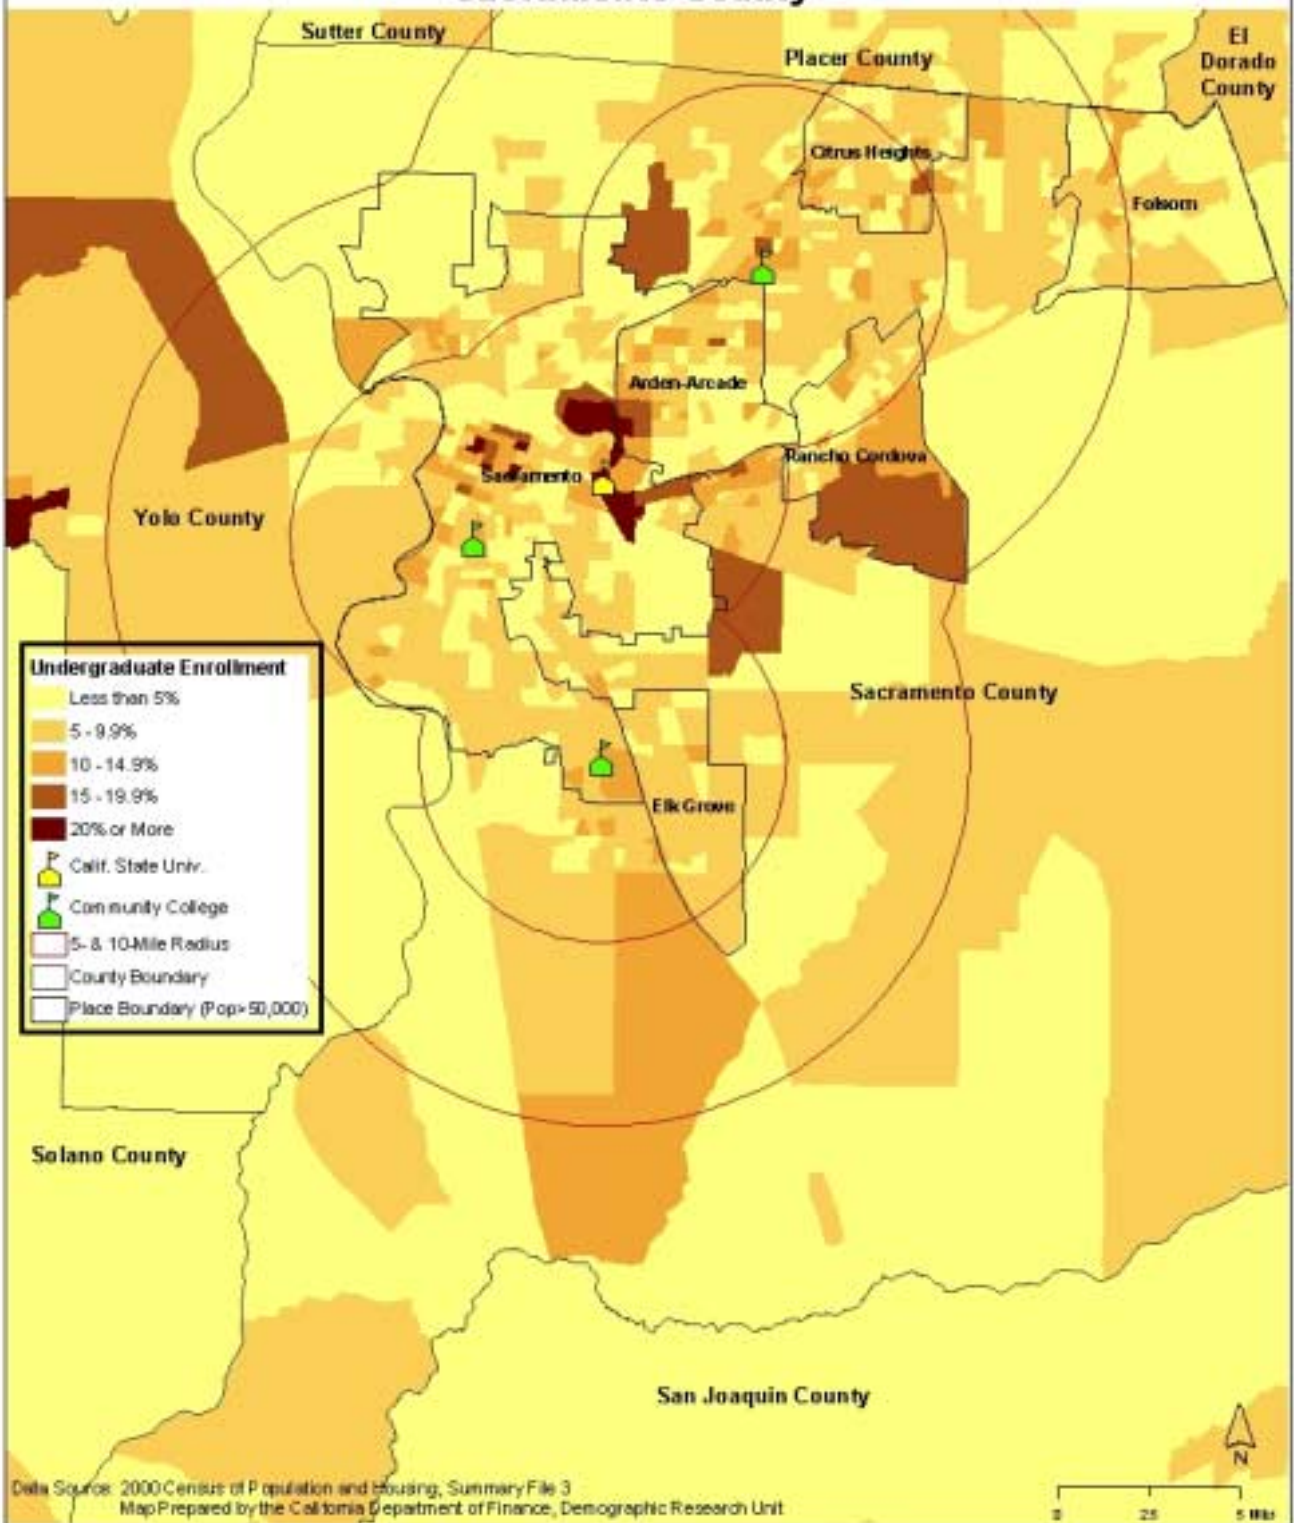 Sacramento County
Sutter County
Placer County
El
Dorado
County
Citrus Heights
Folsom
Arden-Arcade
Rancho Cordova
Sacramento
Yolo County
Undergraduate Enrollment
Less than 5%
5 - 9.9%
10 - 14.9%
15 - 19.9%
20% or More
Calif. State Univ.
Community College
5- & 10-Mile Radius
County Boundary
Place Boundary (Pop>50,000)
Sacramento County
Elk Grove
Solano County
San Joaquin County
N
Data Source: 2000 Census of Population and Housing, Summary File 3
Map Prepared by the California Department of Finance, Demographic Research Unit
0 2.5 5 Miles